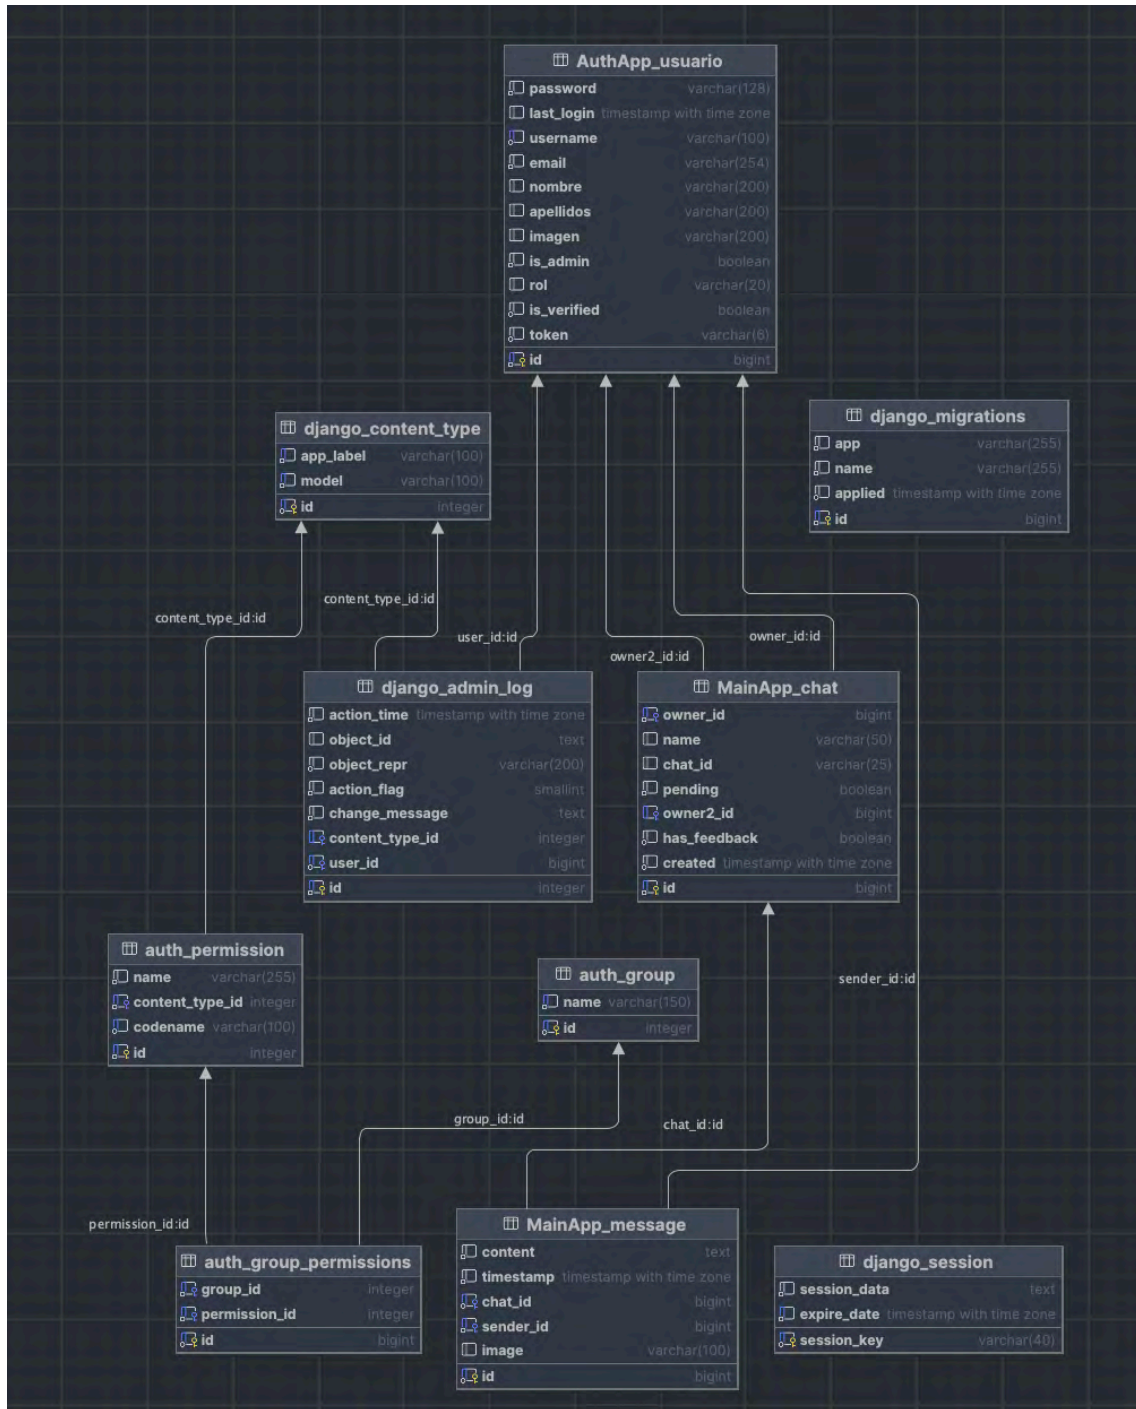 AuthApp_usuario
password varchar(128)
last_login timestamp with time zone
username varchar(100)
email varchar(254)
nombre varchar(200)
apellidos varchar(200)
imagen varchar(200)
is_admin boolean
rol varchar(20)
is_verified boolean
token varchar(6)
id bigint
django_content_type
app_label varchar(100)
model varchar(100)
id integer
django_migrations
app varchar(255)
name varchar(255)
applied timestamp with time zone
id bigint
content_type_id:id
content_type_id:id
user_id:id
owner2_id:id
owner_id:id
django_admin_log
action_time timestamp with time zone
object_id text
object_repr varchar(200)
action_flag smallint
change_message text
content_type_id integer
user_id bigint
id integer
MainApp_chat
owner_id bigint
name varchar(50)
chat_id varchar(25)
pending boolean
owner2_id bigint
has_feedback boolean
created timestamp with time zone
id bigint
auth_permission
name varchar(255)
content_type_id integer
codename varchar(100)
id integer
auth_group
name varchar(150)
id integer
sender_id:id
group_id:id
chat_id:id
permission_id:id
auth_group_permissions
group_id integer
permission_id integer
id bigint
MainApp_message
content text
timestamp timestamp with time zone
chat_id bigint
sender_id bigint
image varchar(100)
id bigint
django_session
session_data text
expire_date timestamp with time zone
session_key varchar(40)